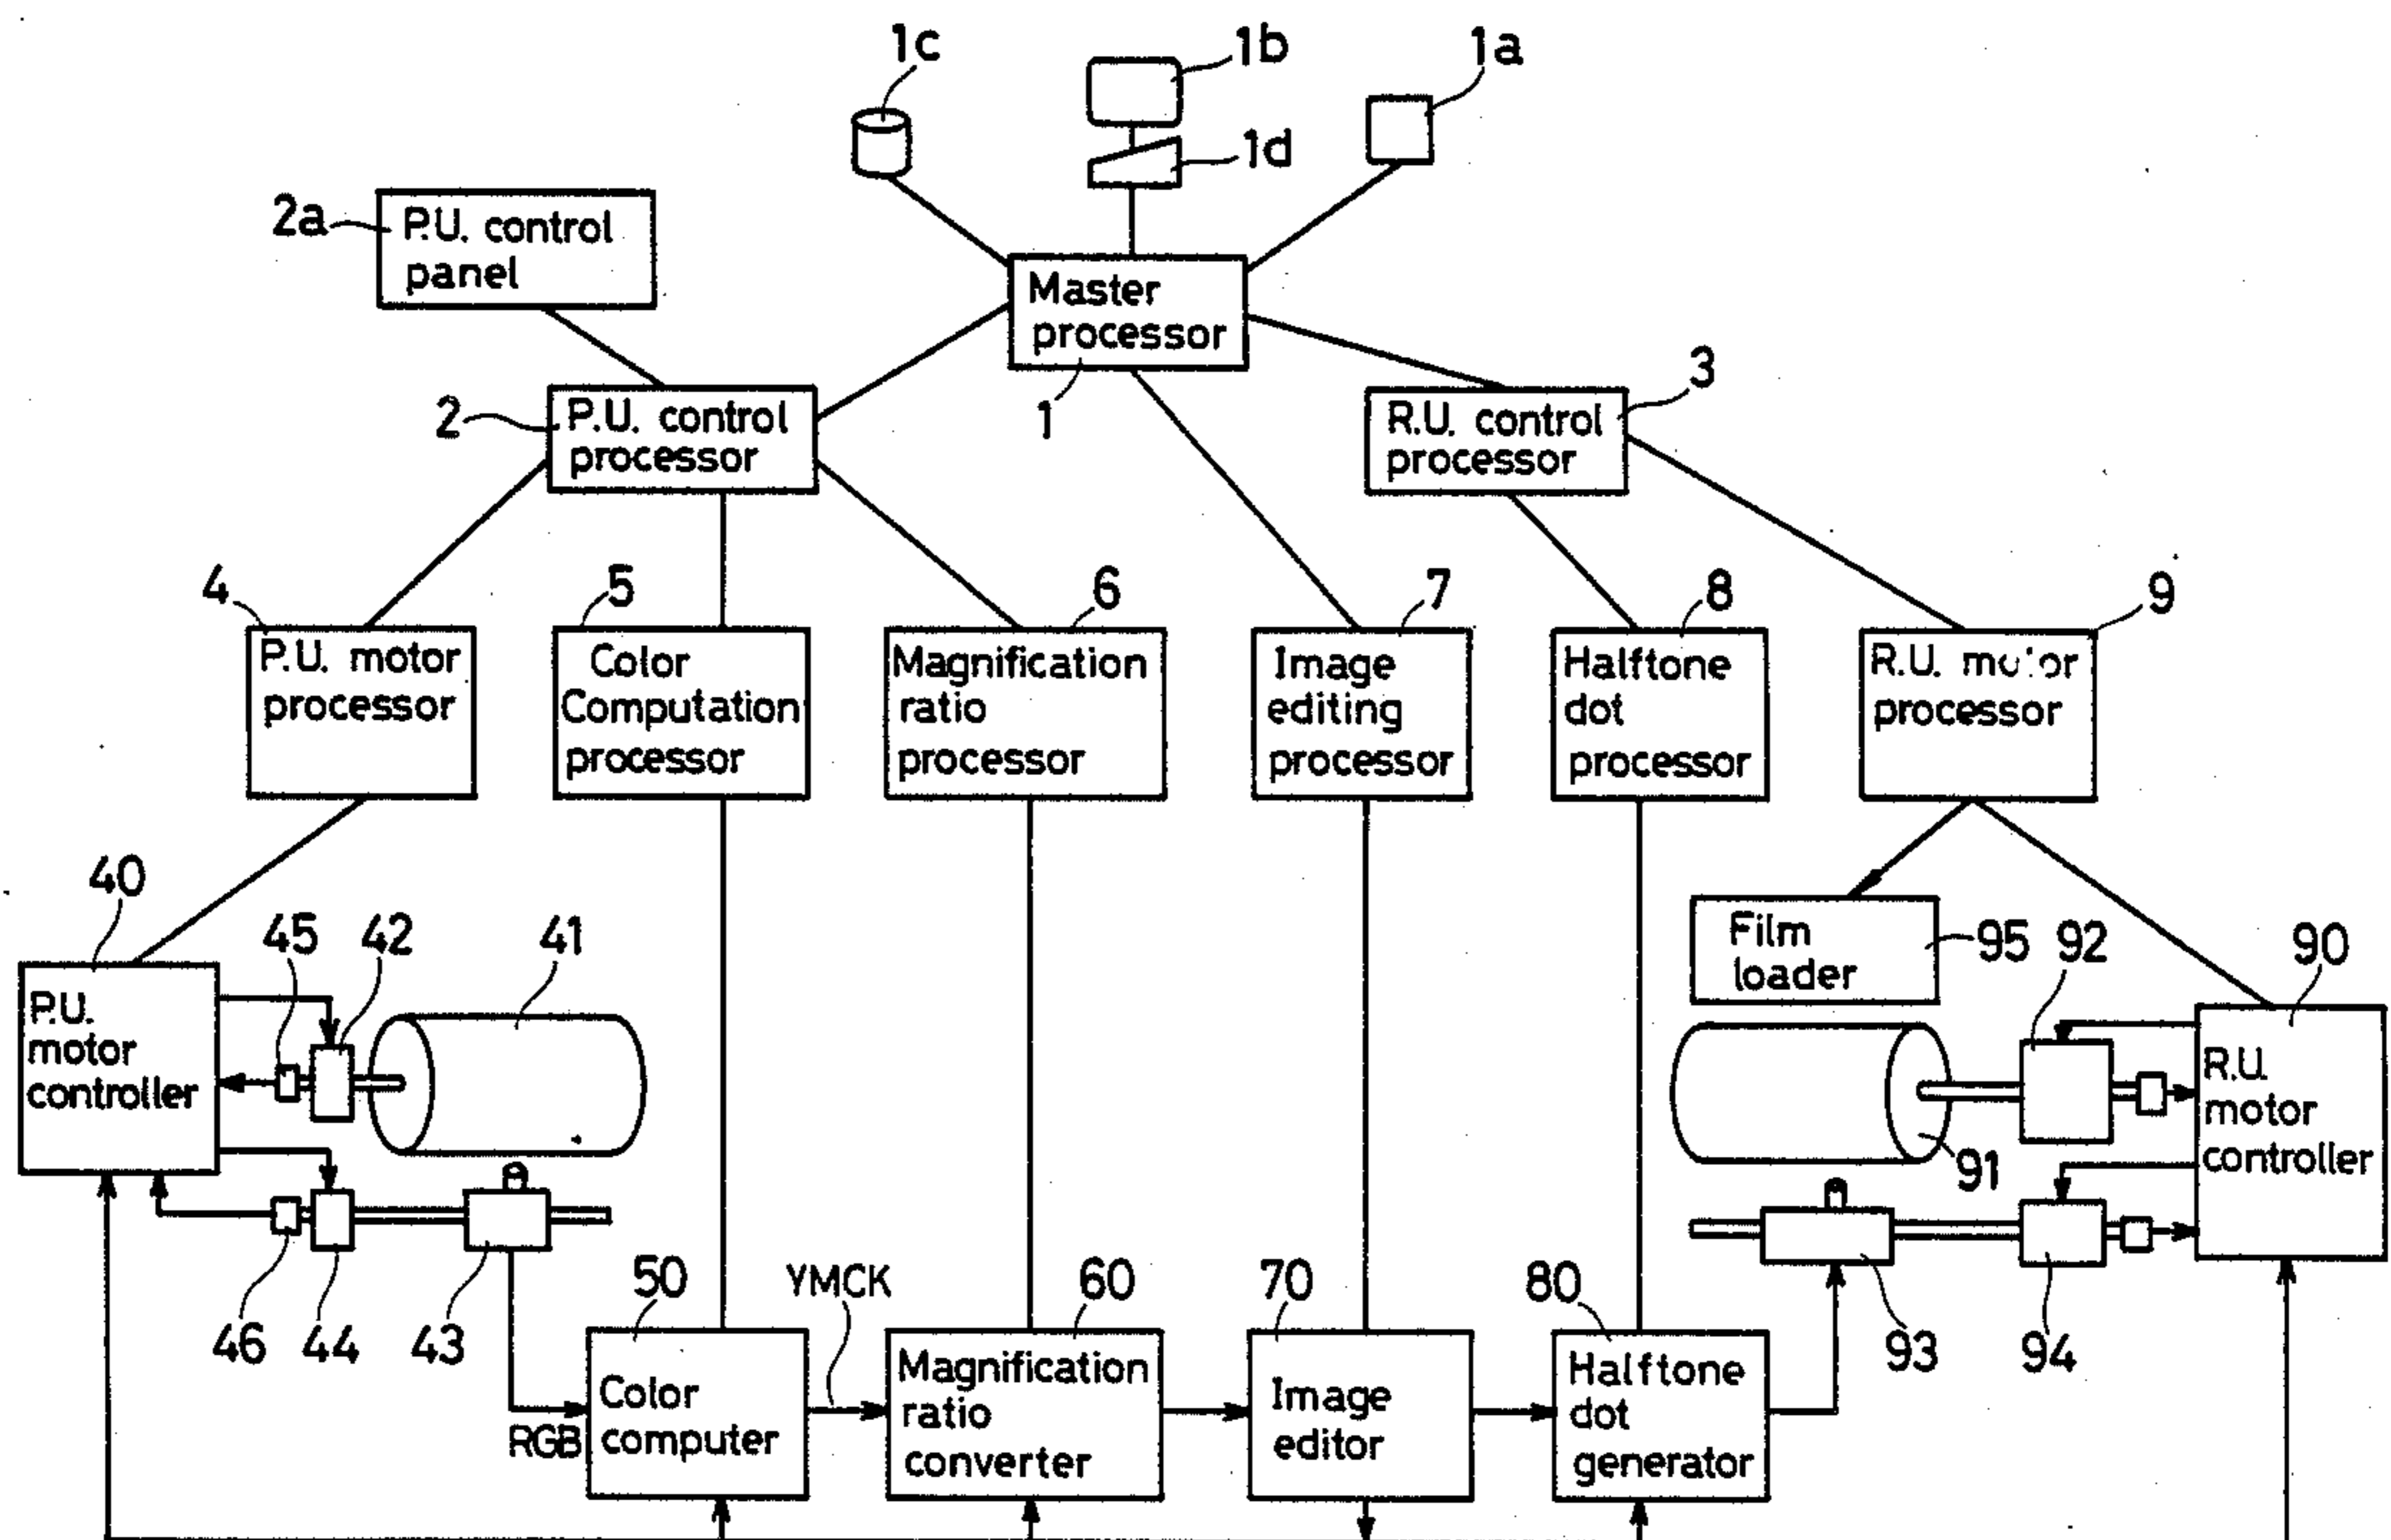 1c
1b
1a
1d
2a
P.U. control
panel
Master
processor
1
2
P.U. control
processor
3
R.U. control
processor
4
P.U. motor
processor
5
Color
Computation
processor
6
Magnification
ratio
processor
7
Image
editing
processor
8
Halftone
dot
processor
9
R.U. motor
processor
40
P.U.
motor
controller
45
42
41
Film
loader
95
92
90
R.U.
motor
controller
91
46
44
43
RGB
50
Color
computer
YMCK
60
Magnification
ratio
converter
70
Image
editor
80
Halftone
dot
generator
93
94